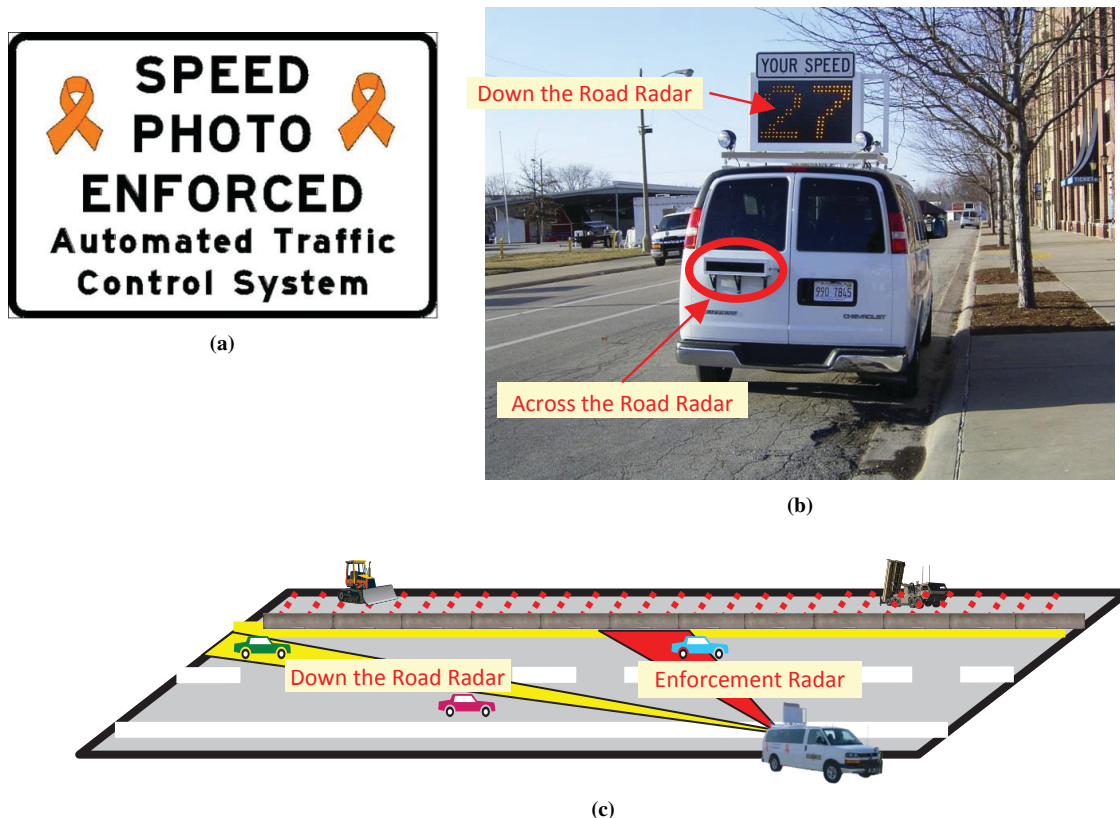 SPEED
PHOTO
ENFORCED
Automated Traffic
Control System
(a)
YOUR SPEED
27
Down the Road Radar
990 7845
CHEVROLET
Across the Road Radar
(b)
Down the Road Radar
Enforcement Radar
(c)